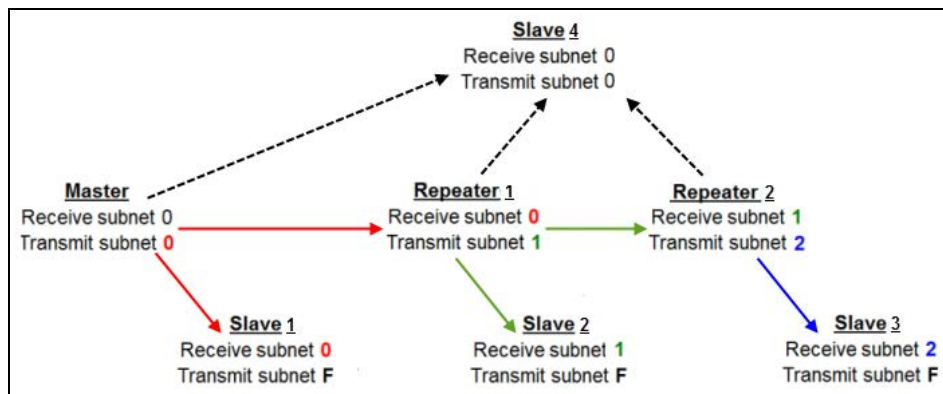 Slave 4
Receive subnet 0
Transmit subnet 0
Master
Receive subnet 0
Transmit subnet 0
Repeater 1
Receive subnet 0
Transmit subnet 1
Repeater 2
Receive subnet 1
Transmit subnet 2
Slave 1
Receive subnet 0
Transmit subnet F
Slave 2
Receive subnet 1
Transmit subnet F
Slave 3
Receive subnet 2
Transmit subnet F